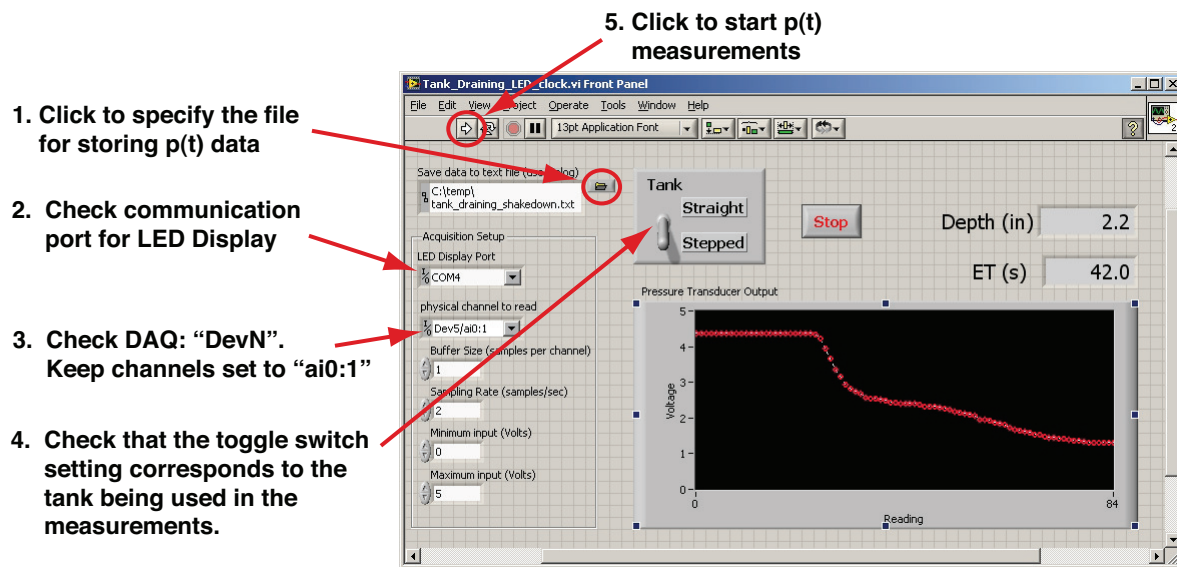 5. Click to start p(t)
measurements
1. Click to specify the file
for storing p(t) data
2. Check communication
port for LED Display
3. Check DAQ: “DevN”.
Keep channels set to “ai0:1”
4. Check that the toggle switch
setting corresponds to the
tank being used in the
measurements.
Tank_Draining_LED_clock.vi Front Panel
File Edit View Project Operate Tools Window Help
13pt Application Font
?
2
Save data to text file (use dialog)
C:\temp\
tank_draining_shakedown.txt
Acquisition Setup
LED Display Port
COM4
physical channel to read
Dev5/ai0:1
Buffer Size (samples per channel)
1
Sampling Rate (samples/sec)
2
Minimum input (Volts)
0
Maximum input (Volts)
5
Tank
Straight
Stepped
Stop
Depth (in) 2.2
ET (s) 42.0
Pressure Transducer Output
Voltage
5
4
3
2
1
0
0 84
Reading